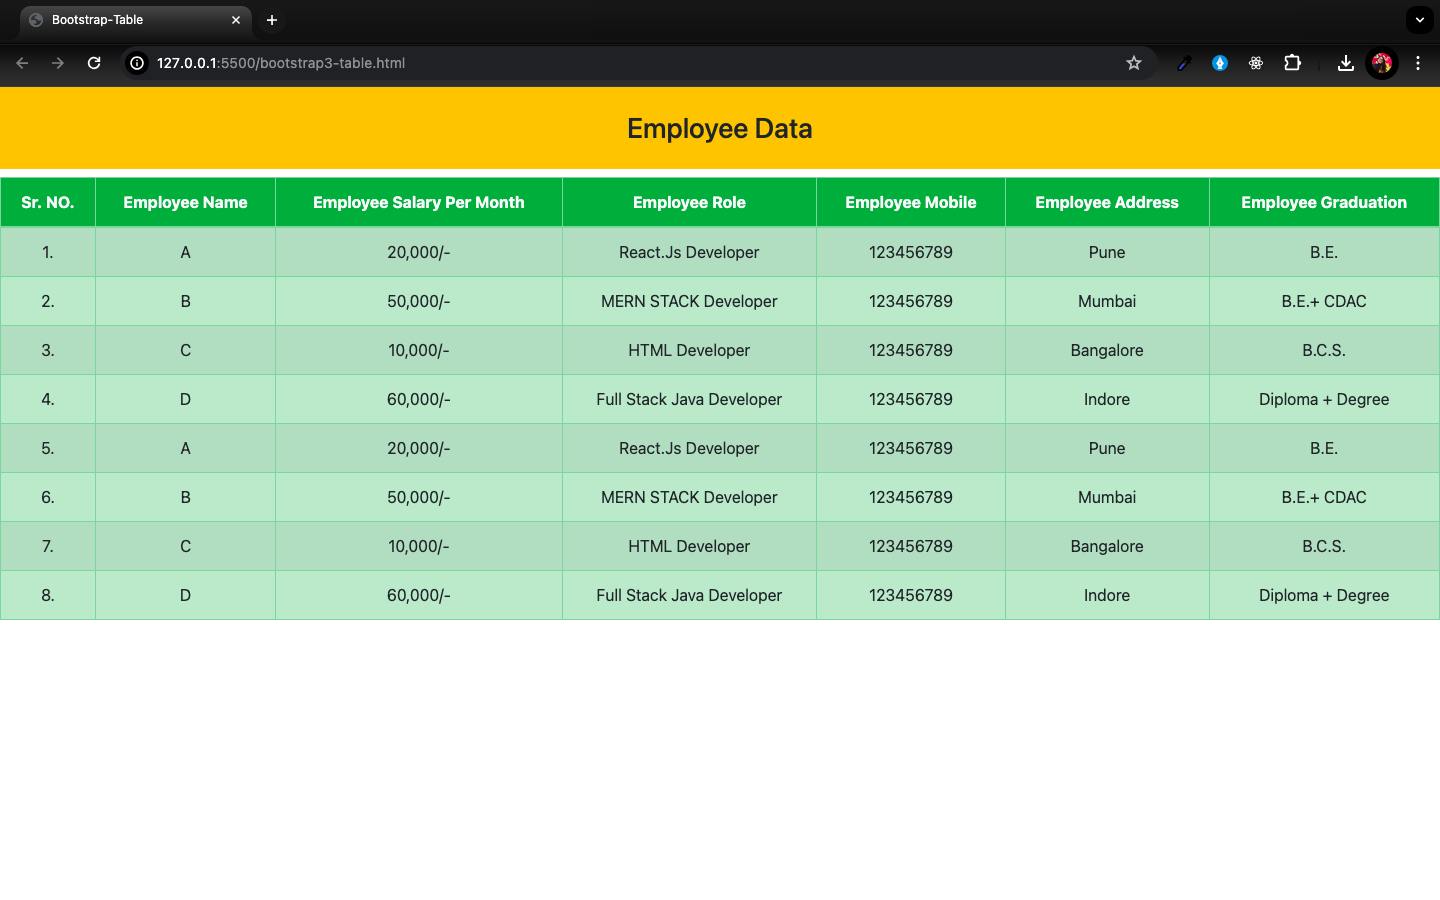 Bootstrap-Table
127.0.0.1:5500/bootstrap3-table.html
Employee Data
Sr. NO. Employee Name Employee Salary Per Month Employee Role Employee Mobile Employee Address Employee Graduation
1. A 20,000/- React.Js Developer 123456789 Pune B.E.
2. B 50,000/- MERN STACK Developer 123456789 Mumbai B.E.+ CDAC
3. C 10,000/- HTML Developer 123456789 Bangalore B.C.S.
4. D 60,000/- Full Stack Java Developer 123456789 Indore Diploma + Degree
5. A 20,000/- React.Js Developer 123456789 Pune B.E.
6. B 50,000/- MERN STACK Developer 123456789 Mumbai B.E.+ CDAC
7. C 10,000/- HTML Developer 123456789 Bangalore B.C.S.
8. D 60,000/- Full Stack Java Developer 123456789 Indore Diploma + Degree